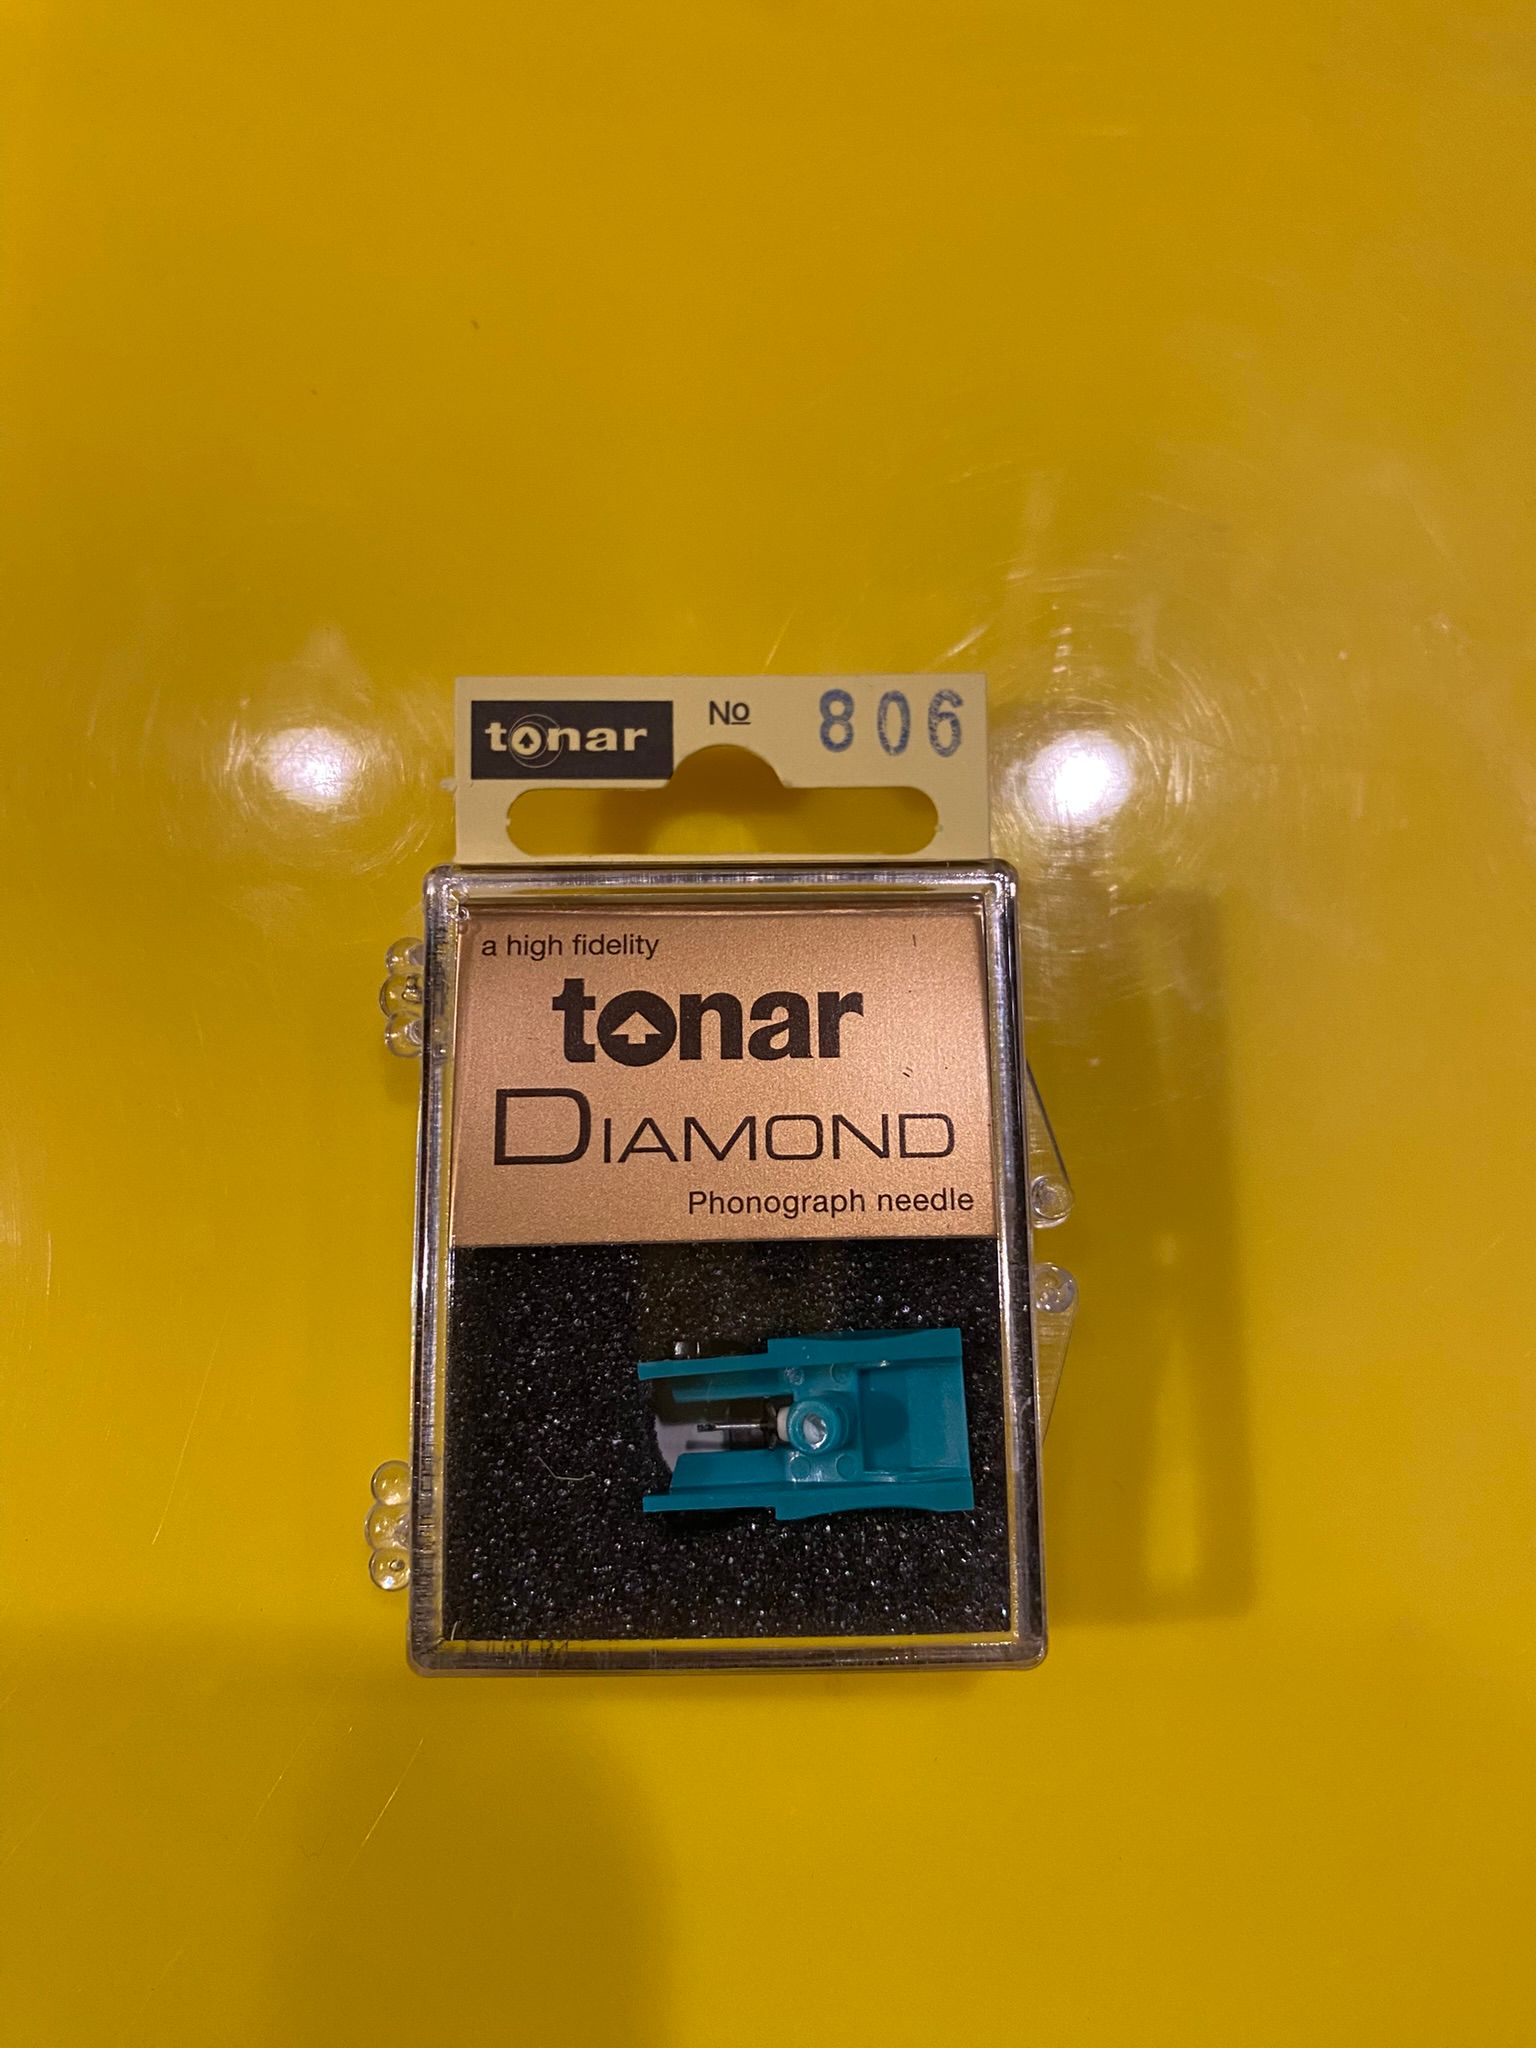 tonar No 806
a high fidelity
tonar
DIAMOND
Phonograph needle